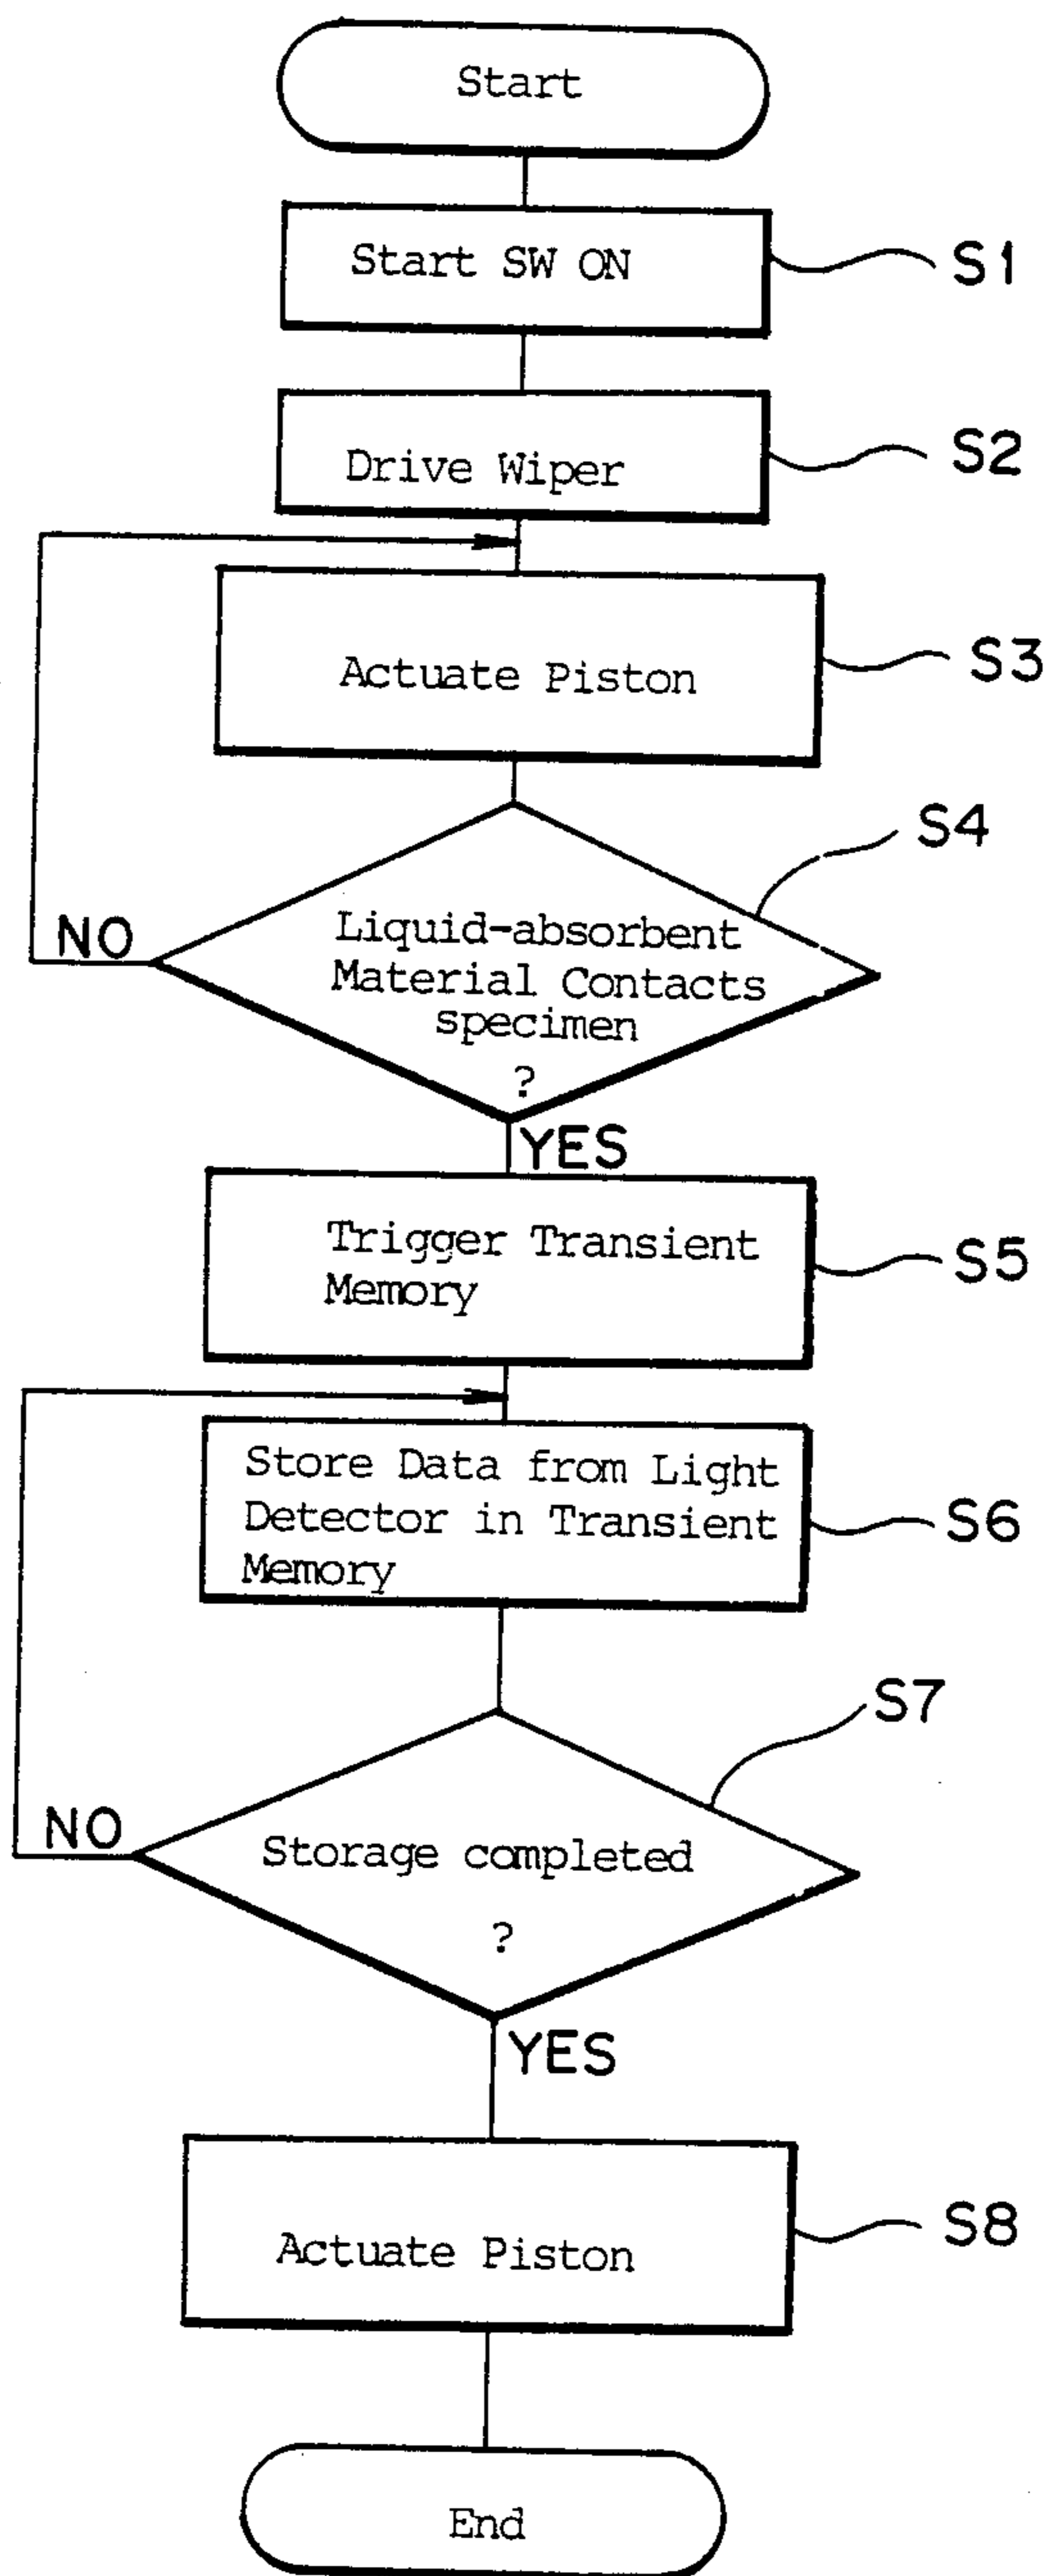 Start
Start SW ON
S1
Drive Wiper
S2
Actuate Piston
S3
S4
Liquid-absorbent
Material Contacts
specimen
?
NO
YES
Trigger Transient
Memory
S5
Store Data from Light
Detector in Transient
Memory
S6
S7
Storage completed
?
NO
YES
Actuate Piston
S8
End